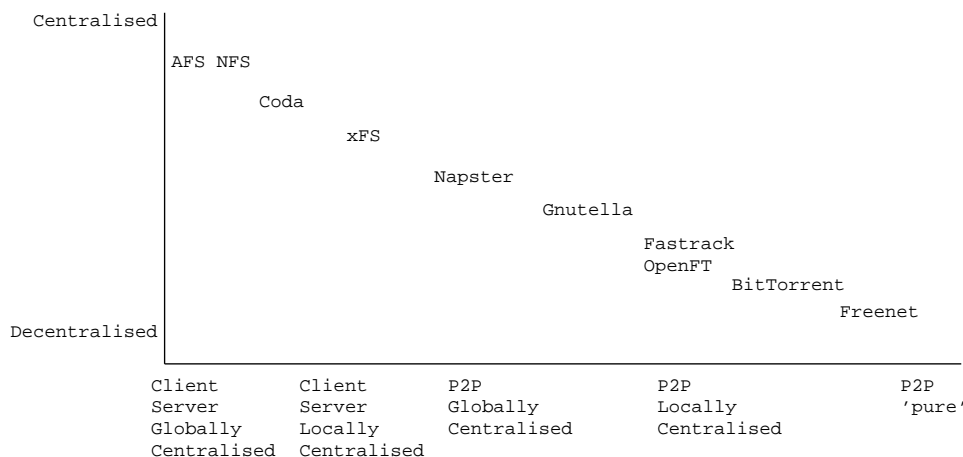 Centralised
AFS NFS
Coda
xFS
Napster
Gnutella
Fastrack
OpenFT
BitTorrent
Freenet
Decentralised
Client
Server
Globally
Centralised
Client
Server
Locally
Centralised
P2P
Globally
Centralised
P2P
Locally
Centralised
P2P
’pure’